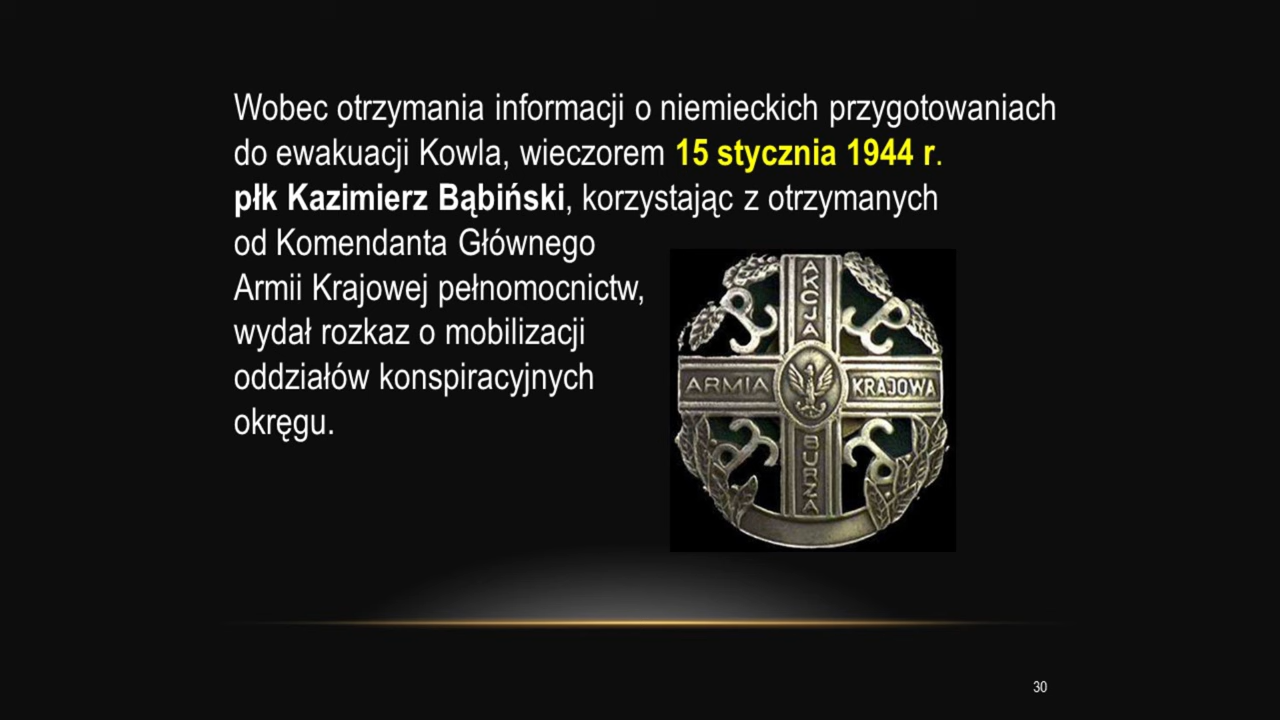 Wobec otrzymania informacji o niemieckich przygotowaniach
do ewakuacji Kowla, wieczorem 15 stycznia 1944 r.
płk Kazimierz Bąbiński, korzystając z otrzymanych
od Komendanta Głównego
Armii Krajowej pełnomocnictw,
wydał rozkaz o mobilizacji
oddziałów konspiracyjnych
okręgu.
AKCJA
ARMIA KRAJOWA
BURZA
30